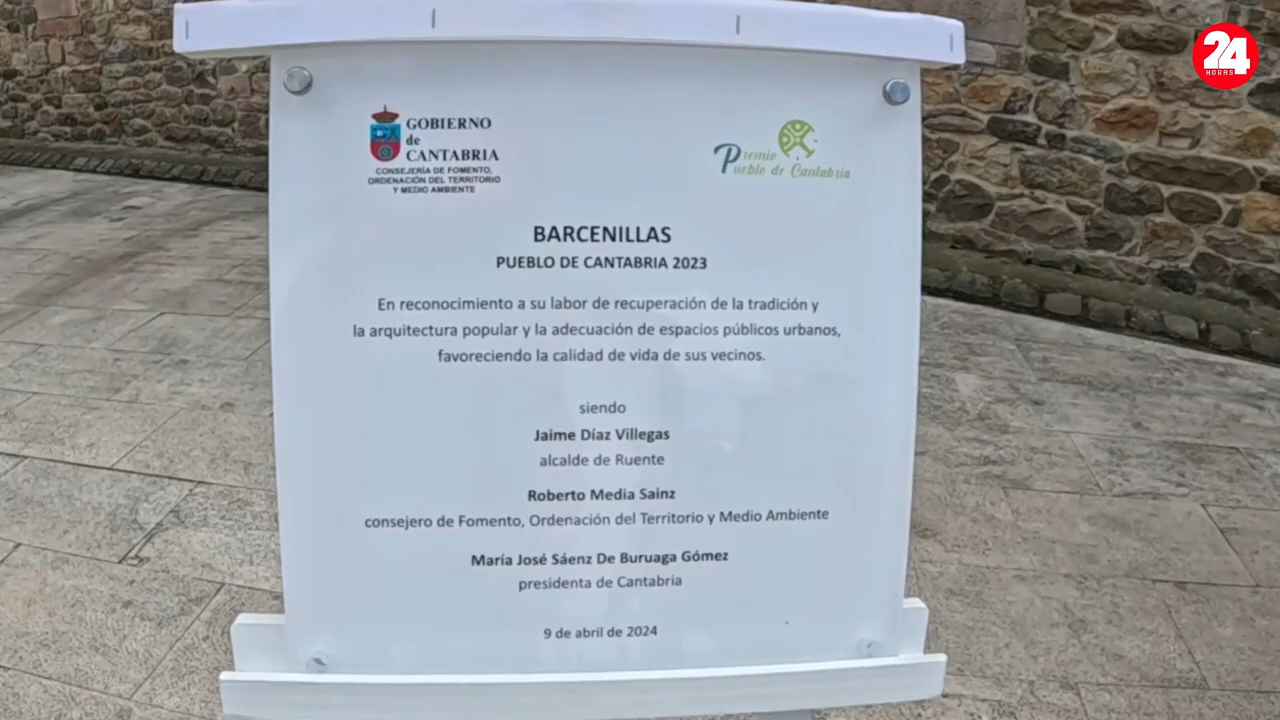 24
HORAS
GOBIERNO
de
CANTABRIA
CONSEJERÍA DE FOMENTO,
ORDENACIÓN DEL TERRITORIO
Y MEDIO AMBIENTE
Premio
Pueblo de Cantabria
BARCENILLAS
PUEBLO DE CANTABRIA 2023
En reconocimiento a su labor de recuperación de la tradición y
la arquitectura popular y la adecuación de espacios públicos urbanos,
favoreciendo la calidad de vida de sus vecinos.
siendo
Jaime Díaz Villegas
alcalde de Ruente
Roberto Media Sainz
consejero de Fomento, Ordenación del Territorio y Medio Ambiente
María José Sáenz De Buruaga Gómez
presidenta de Cantabria
9 de abril de 2024